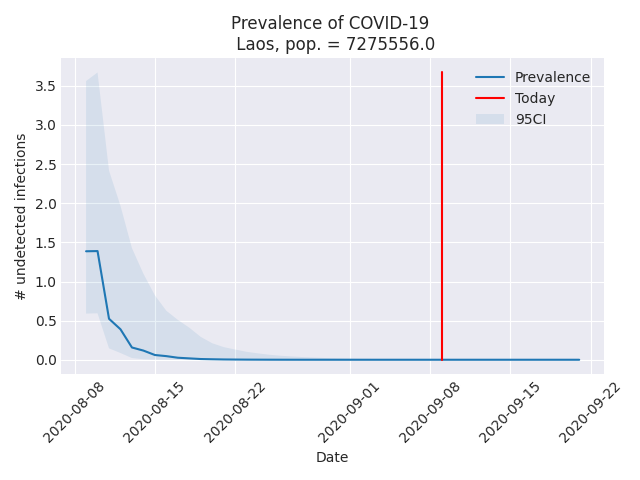 Prevalence of COVID-19
Laos, pop. = 7275556.0
Prevalence
Today
95CI
# undetected infections
3.5
3.0
2.5
2.0
1.5
1.0
0.5
0.0
2020-08-08
2020-08-15
2020-08-22
2020-09-01
2020-09-08
2020-09-15
2020-09-22
Date